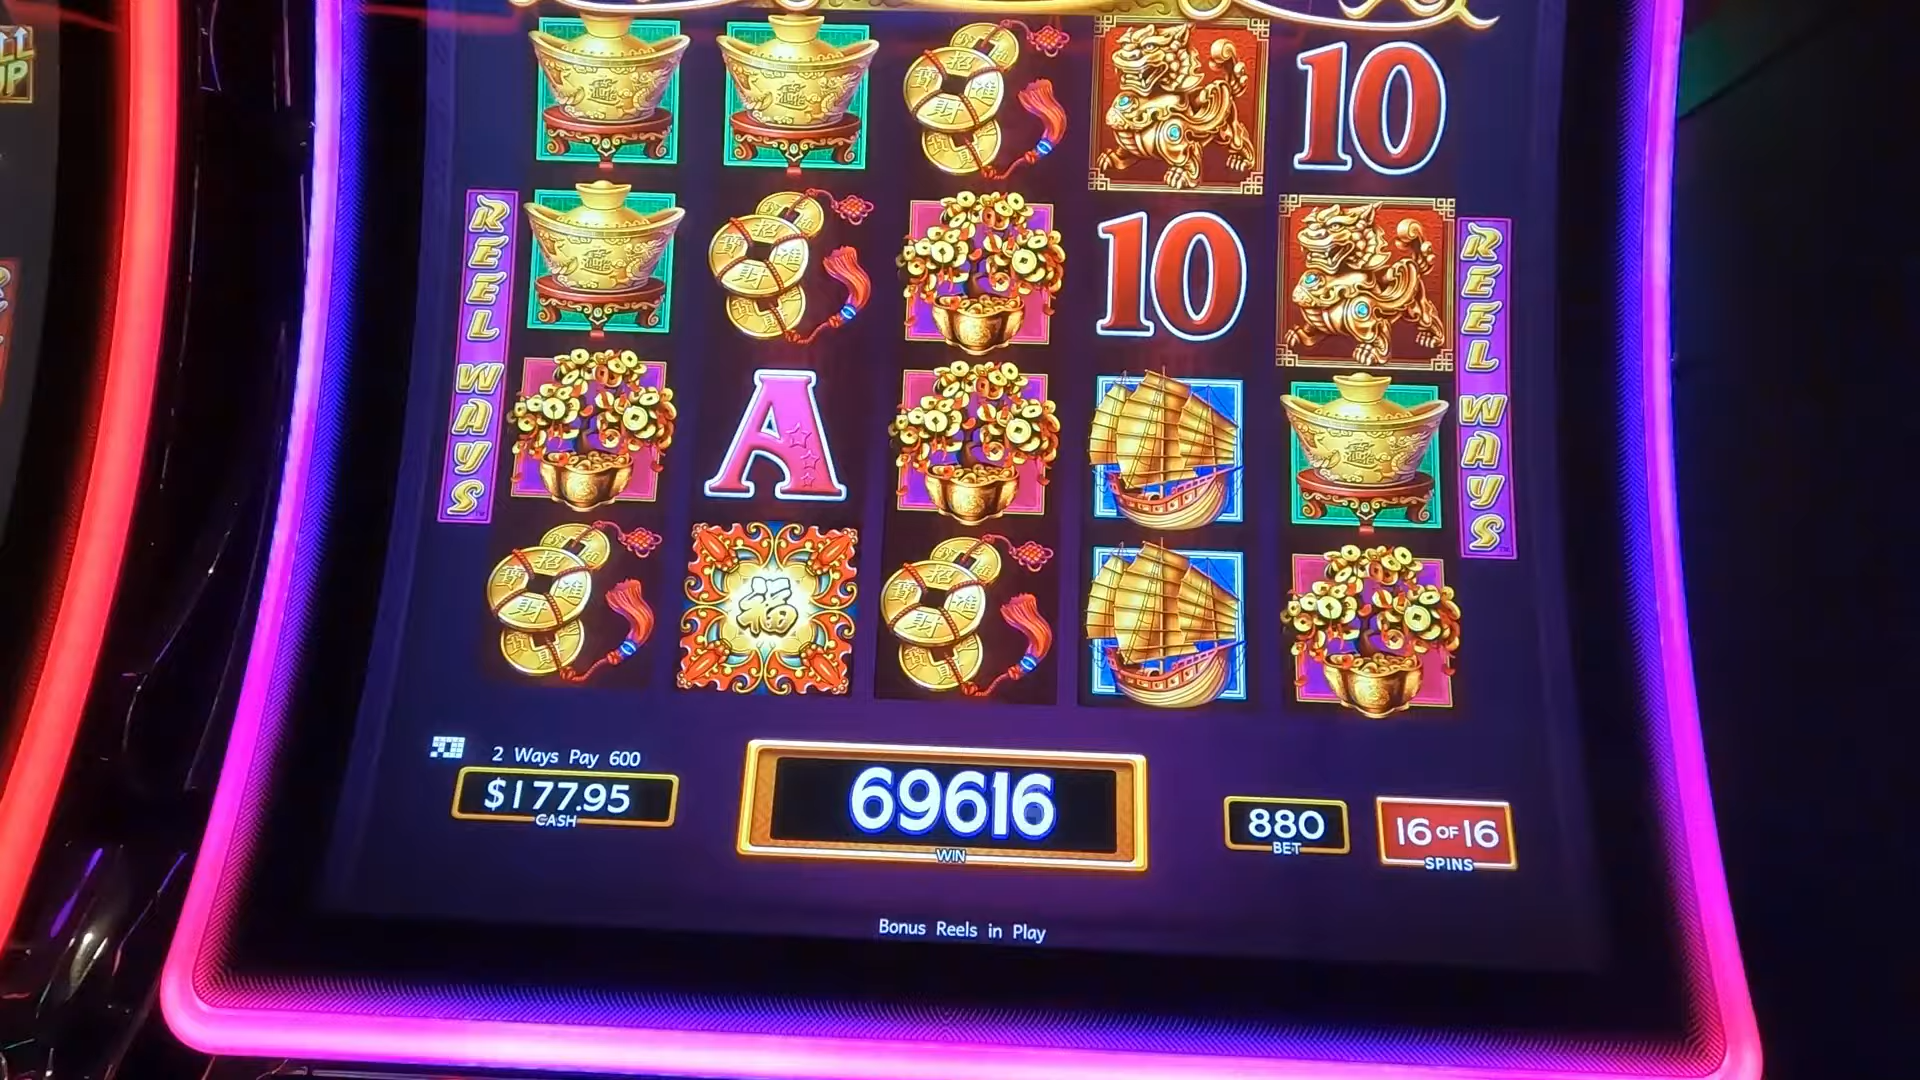 UP
10
10
REEL WAYS
REEL WAYS
A
福
2 Ways Pay 600
$177.95
CASH
69616
WIN
880
BET
16 OF 16
SPINS
Bonus Reels in Play